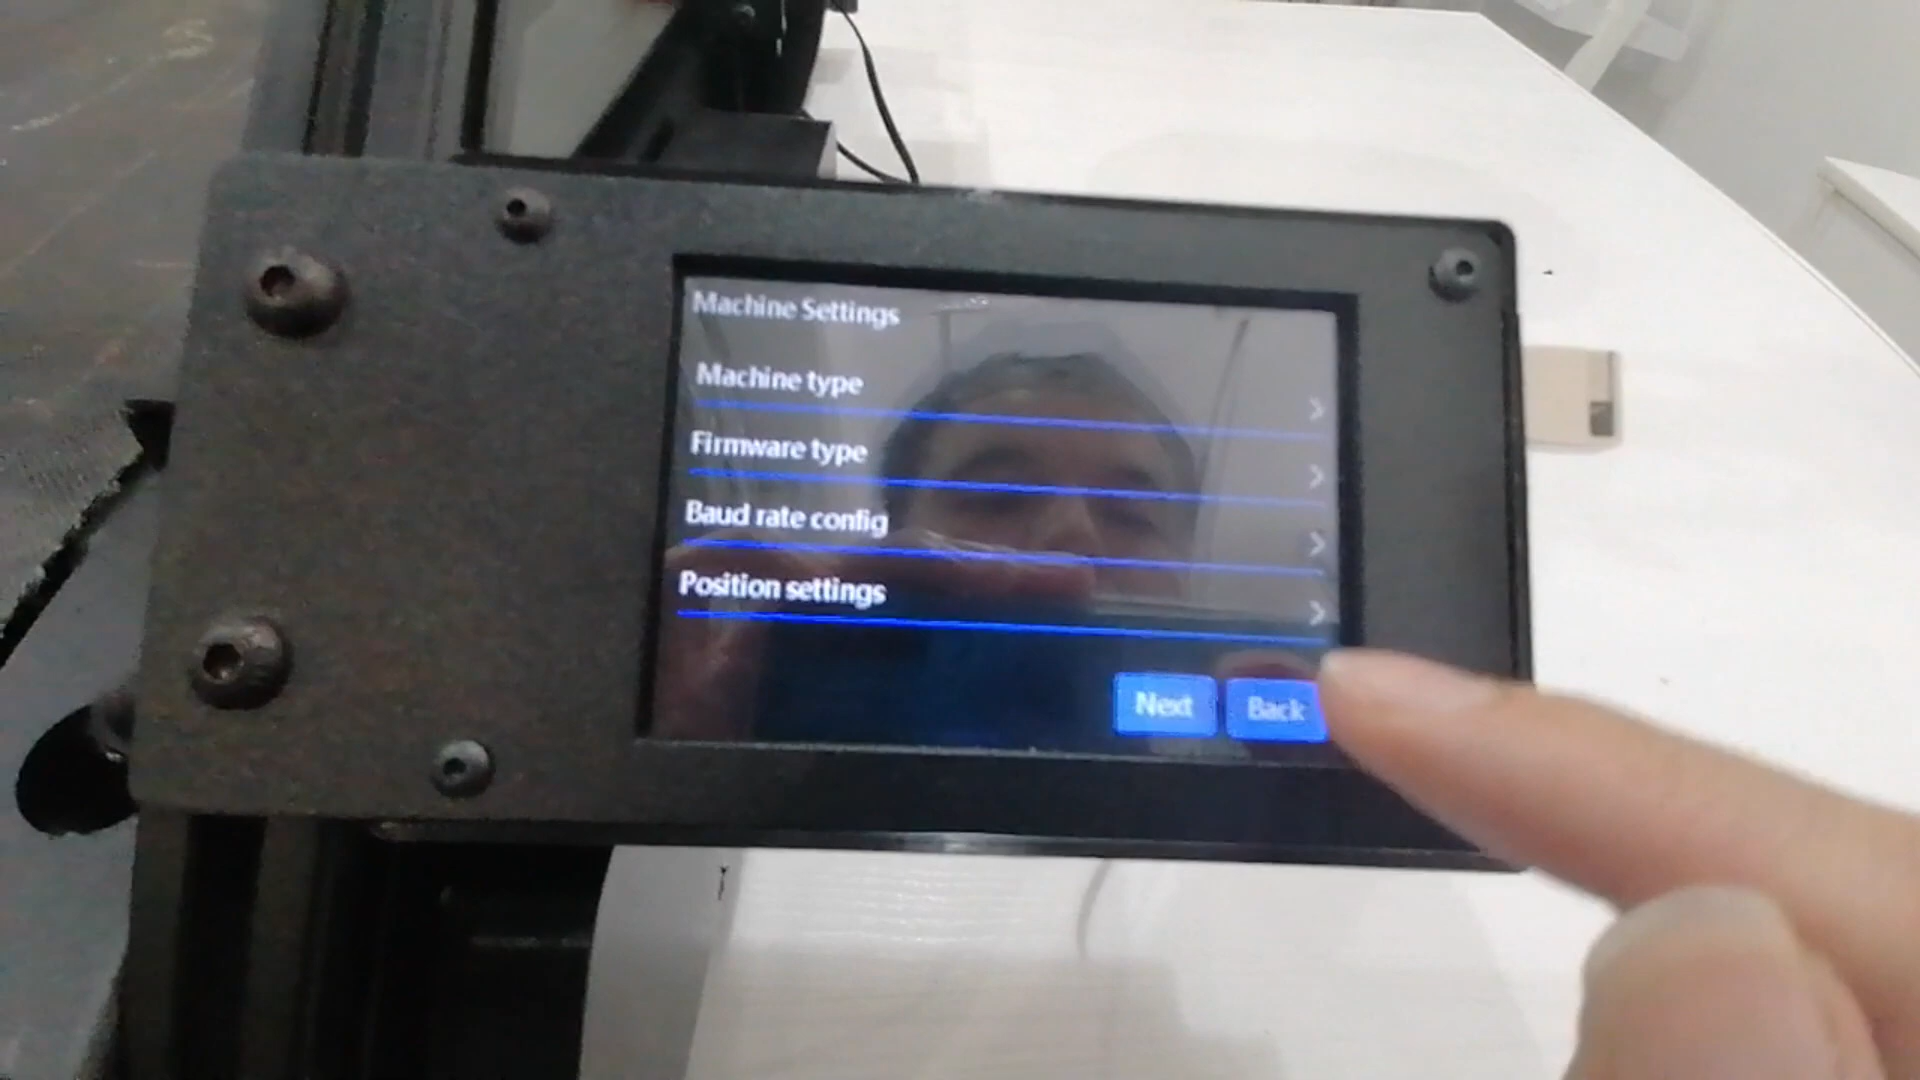 Machine Settings
Machine type
Firmware type
Baud rate config
Position settings
Next
Back